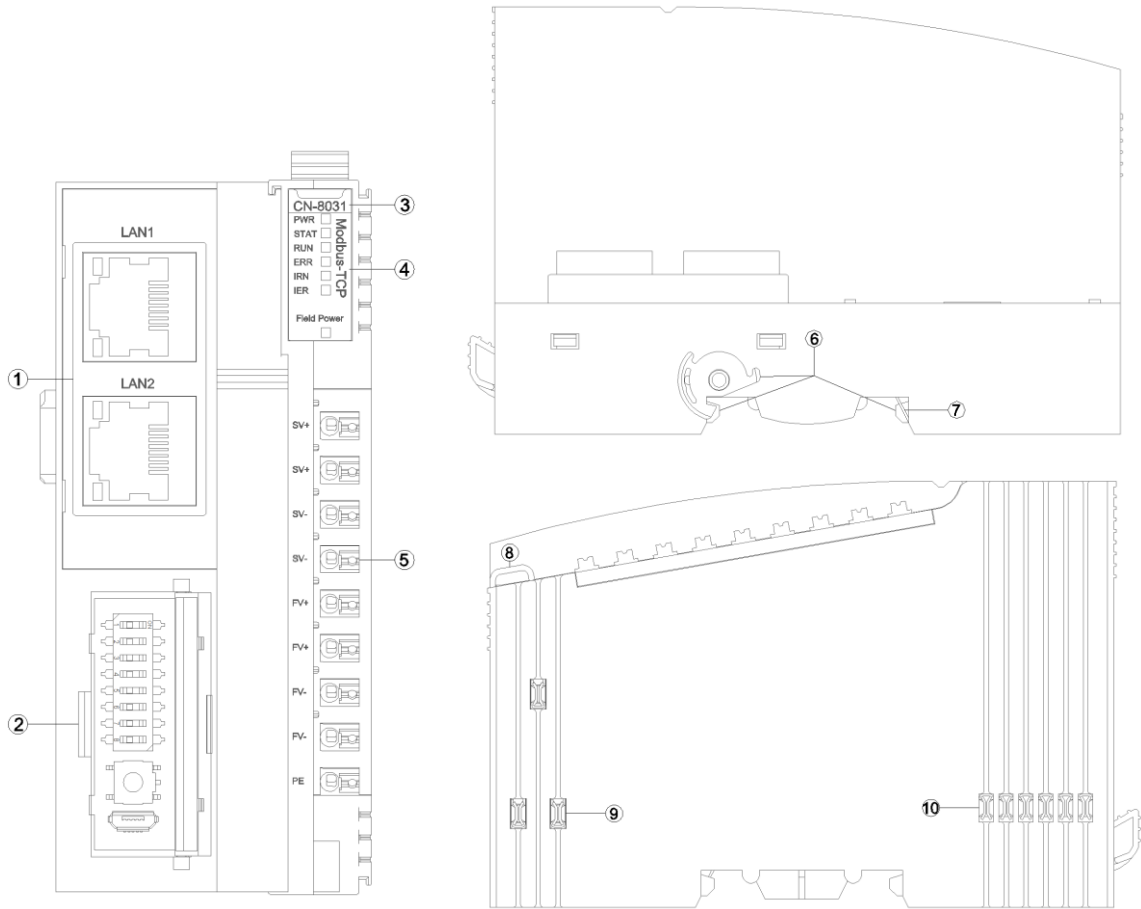 LAN1
LAN2
CN-8031
PWR
STAT
RUN
ERR
IRN
IER
Modbus-TCP
Field Power
SV+
SV+
SV-
SV-
FV+
FV+
FV-
FV-
PE
1
2
3
4
5
6
7
8
9
10